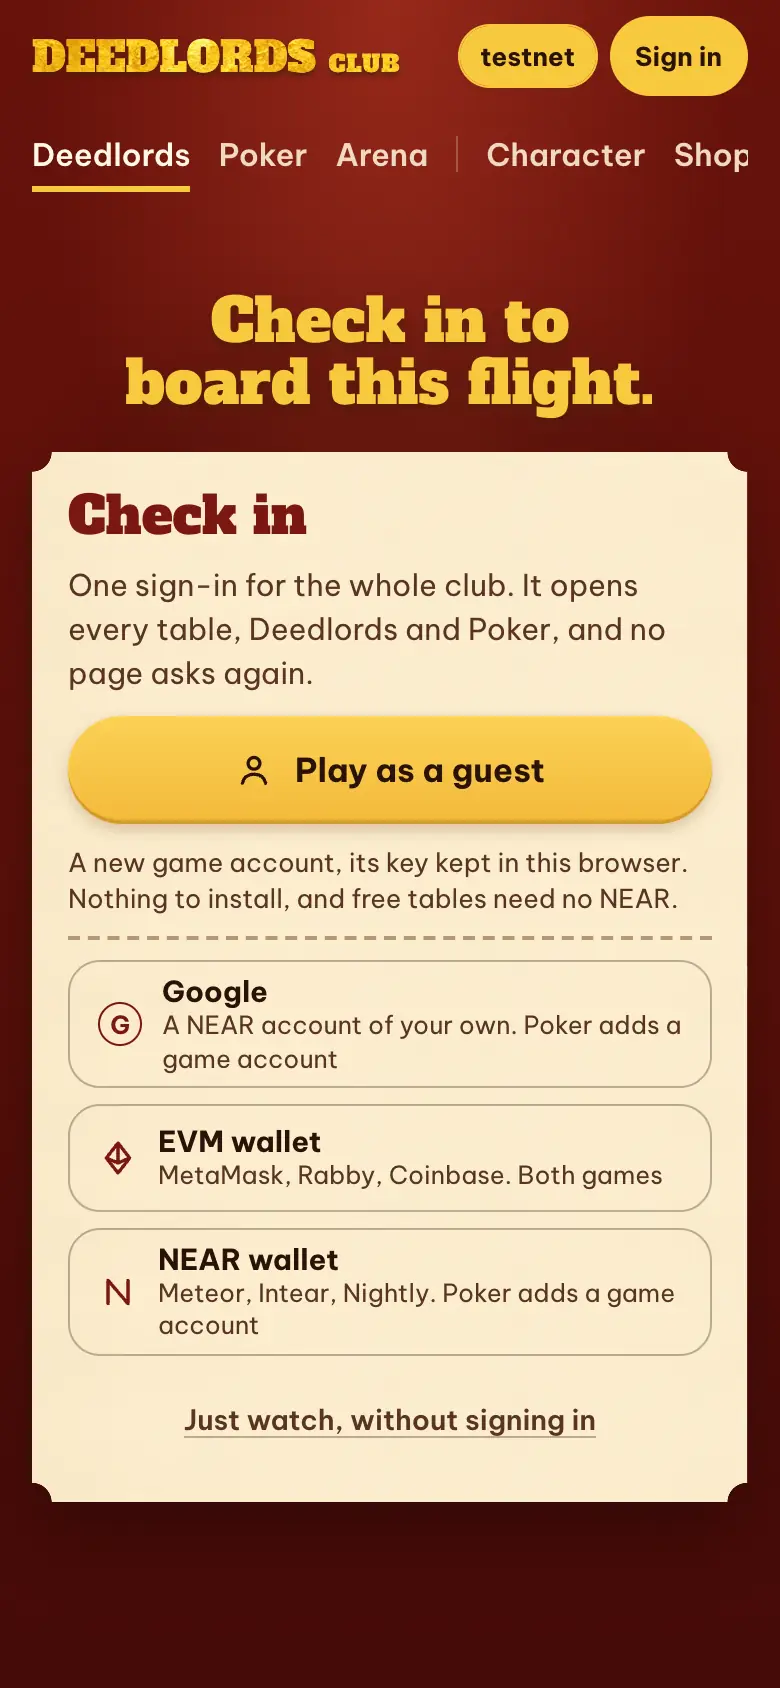 DEEDLORDS CLUB
testnet
Sign in
Deedlords Poker Arena Character Shop
Check in to
board this flight.
Check in
One sign-in for the whole club. It opens
every table, Deedlords and Poker, and no
page asks again.
Play as a guest
A new game account, its key kept in this browser.
Nothing to install, and free tables need no NEAR.
G
Google
A NEAR account of your own. Poker adds a
game account
EVM wallet
MetaMask, Rabby, Coinbase. Both games
NEAR wallet
Meteor, Intear, Nightly. Poker adds a game
account
Just watch, without signing in